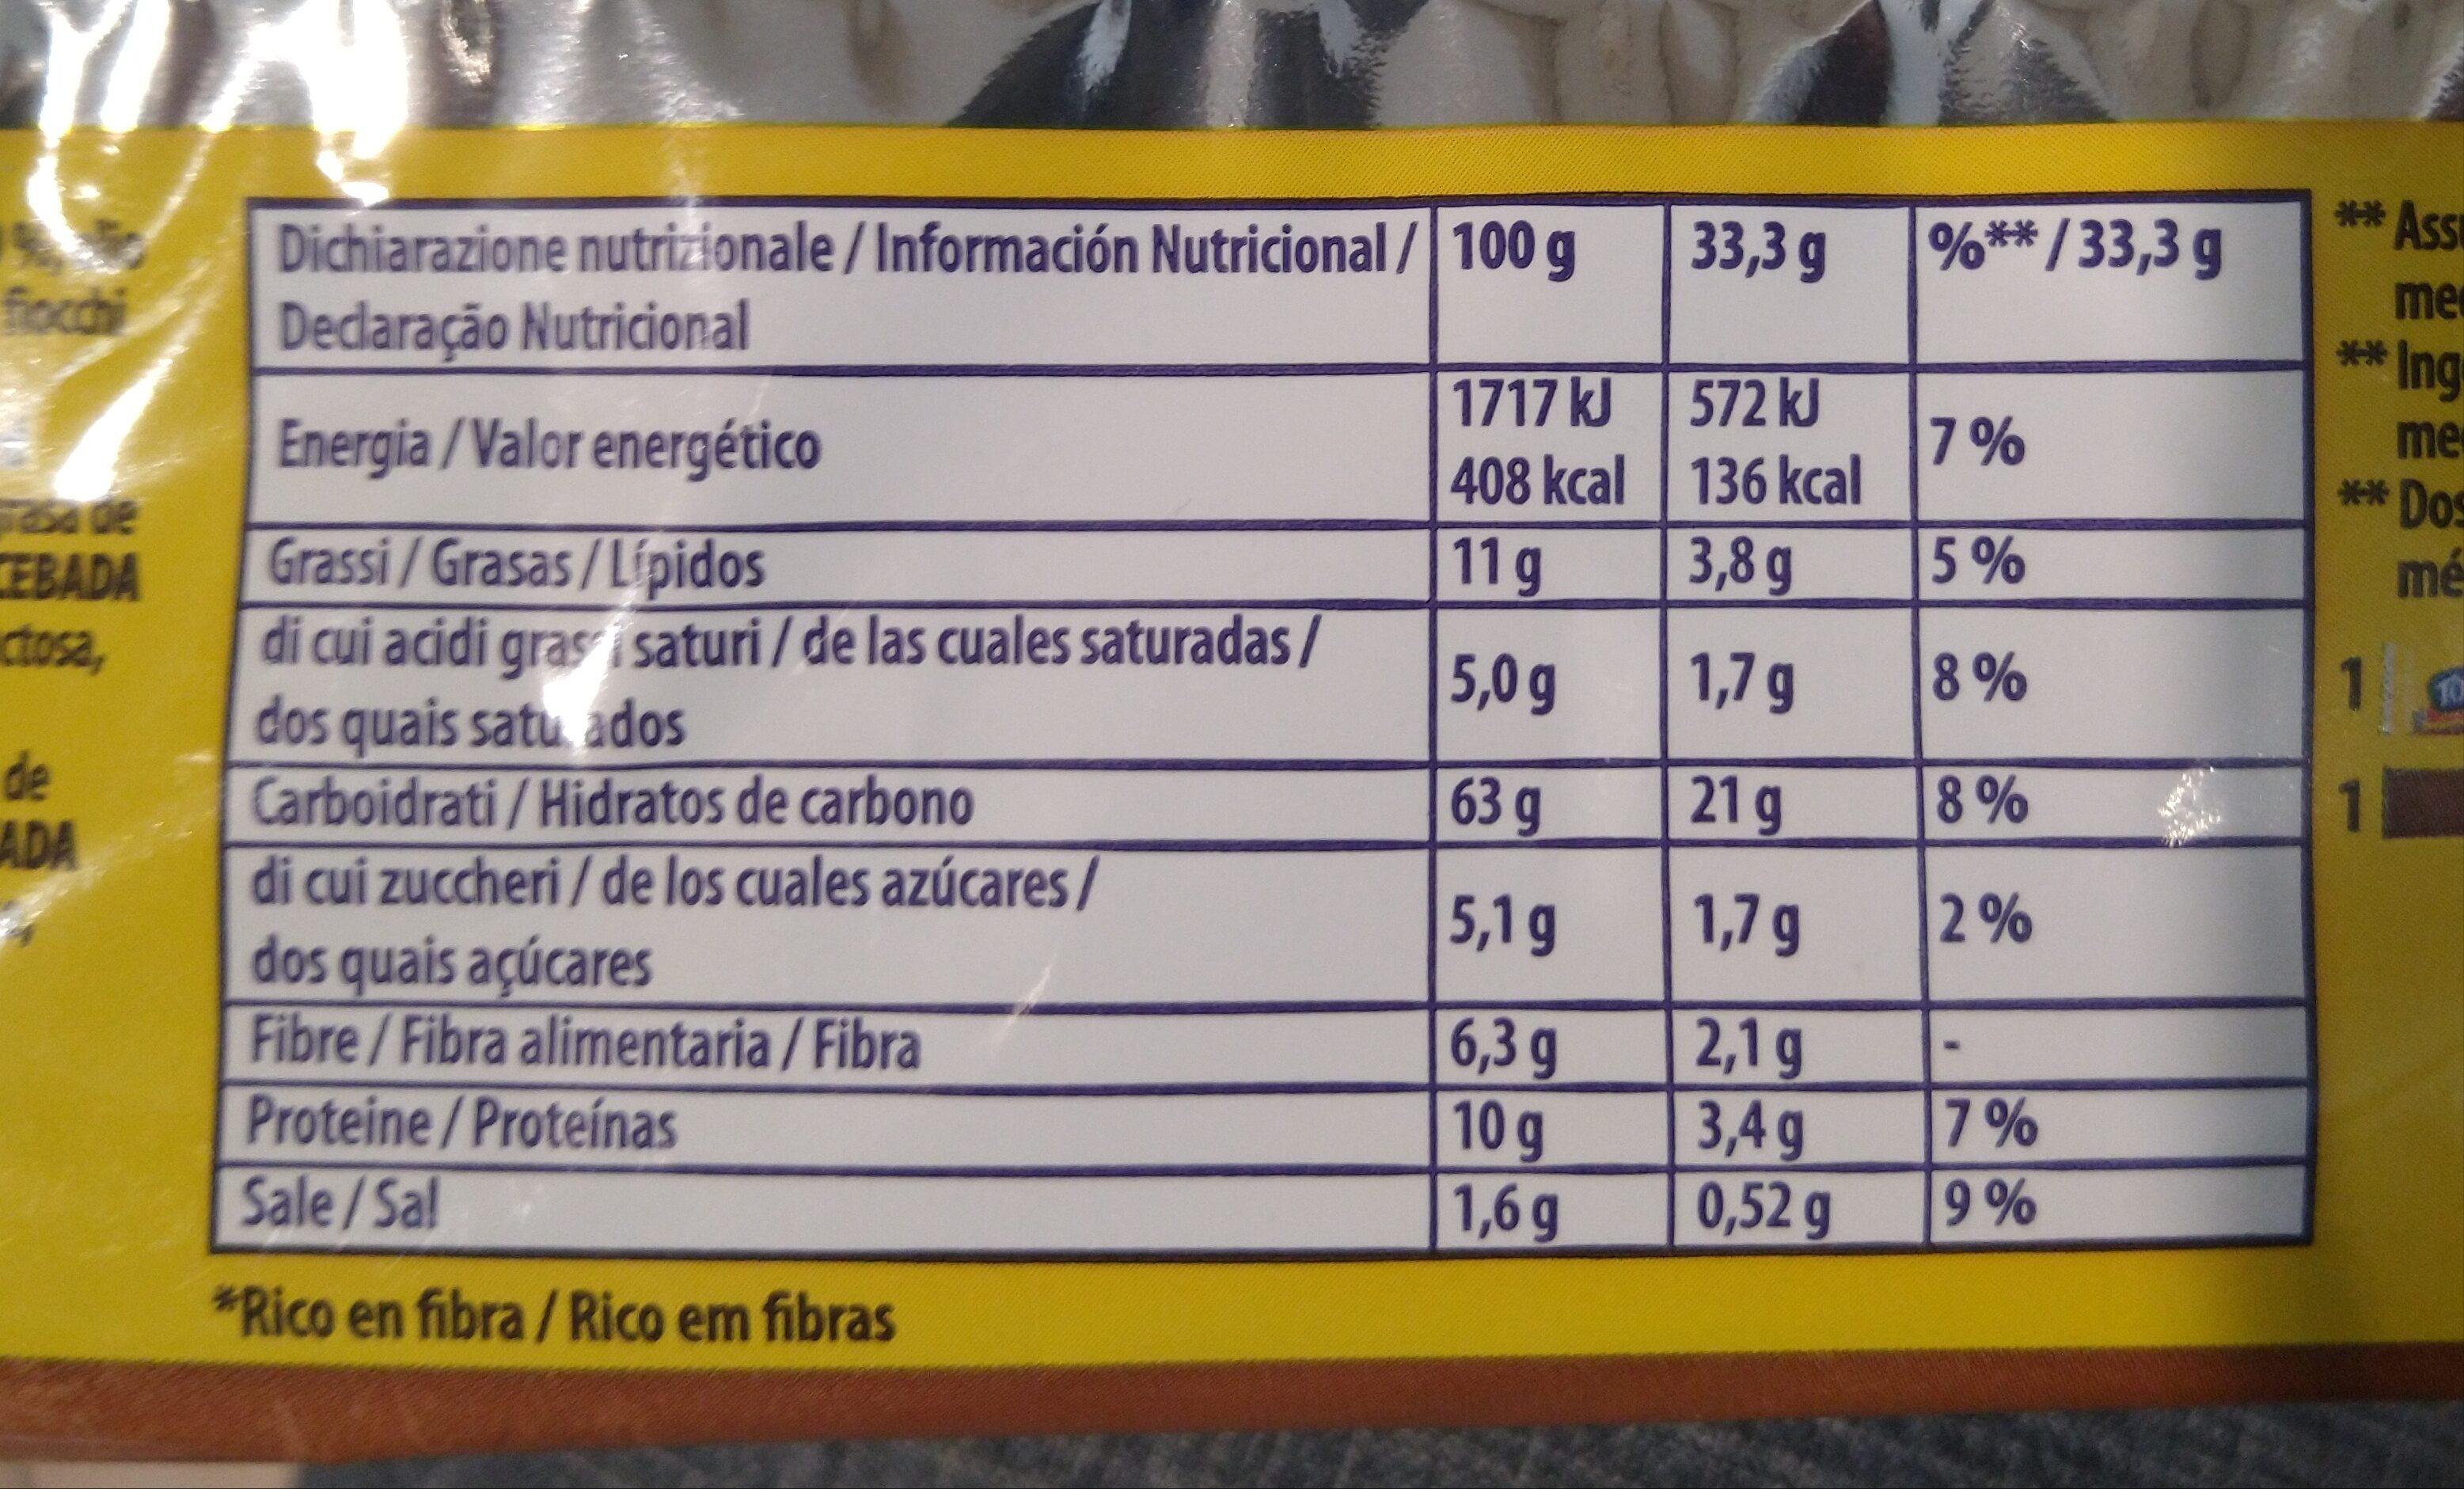 Dichiarazione nutrizionale / Información Nutricional / 100 g 33,3 g %** / 33,3 g
Declaração Nutricional
Energia / Valor energético 1717 kJ 572 kJ 7 %
408 kcal 136 kcal
Grassi / Grasas / Lípidos 11 g 3,8 g 5 %
di cui acidi grassi saturi / de las cuales saturadas / 5,0 g 1,7 g 8 %
dos quais saturados
Carboidrati / Hidratos de carbono 63 g 21 g 8 %
di cui zuccheri / de los cuales azúcares / 5,1 g 1,7 g 2 %
dos quais açúcares
Fibre / Fibra alimentaria / Fibra 6,3 g 2,1 g -
Proteine / Proteínas 10 g 3,4 g 7 %
Sale / Sal 1,6 g 0,52 g 9 %
*Rico en fibra / Rico em fibras
fiocchi
de
CEBADA
de
**
**
**
1
1